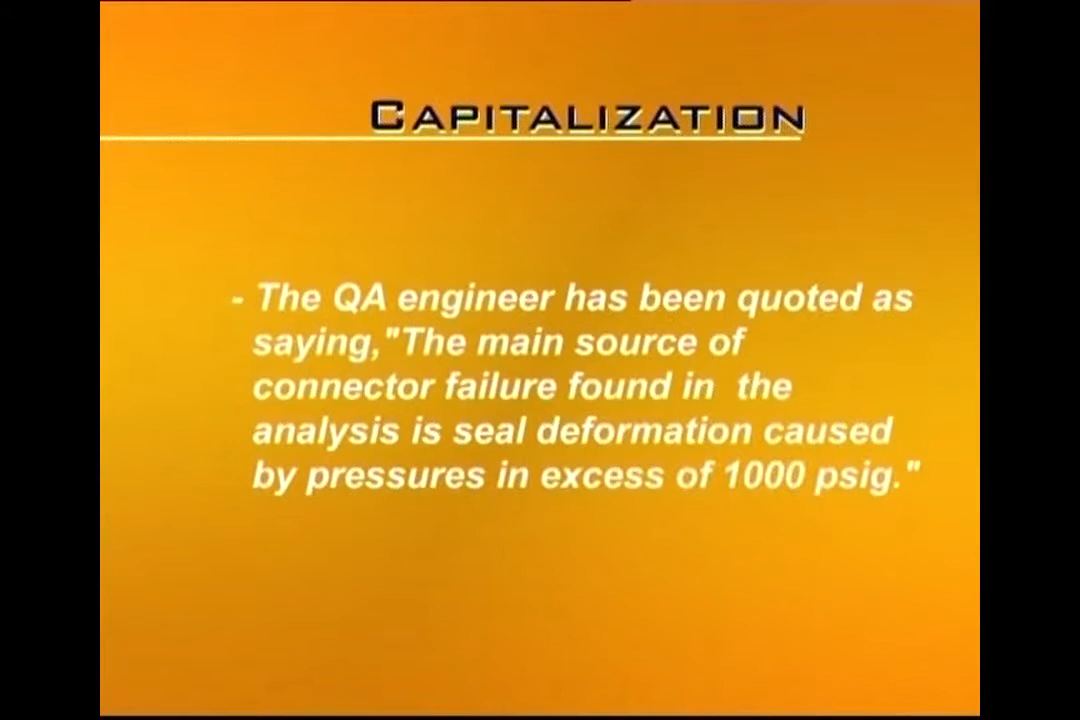 CAPITALIZATION
- The QA engineer has been quoted as
saying,"The main source of
connector failure found in  the
analysis is seal deformation caused
by pressures in excess of 1000 psig."